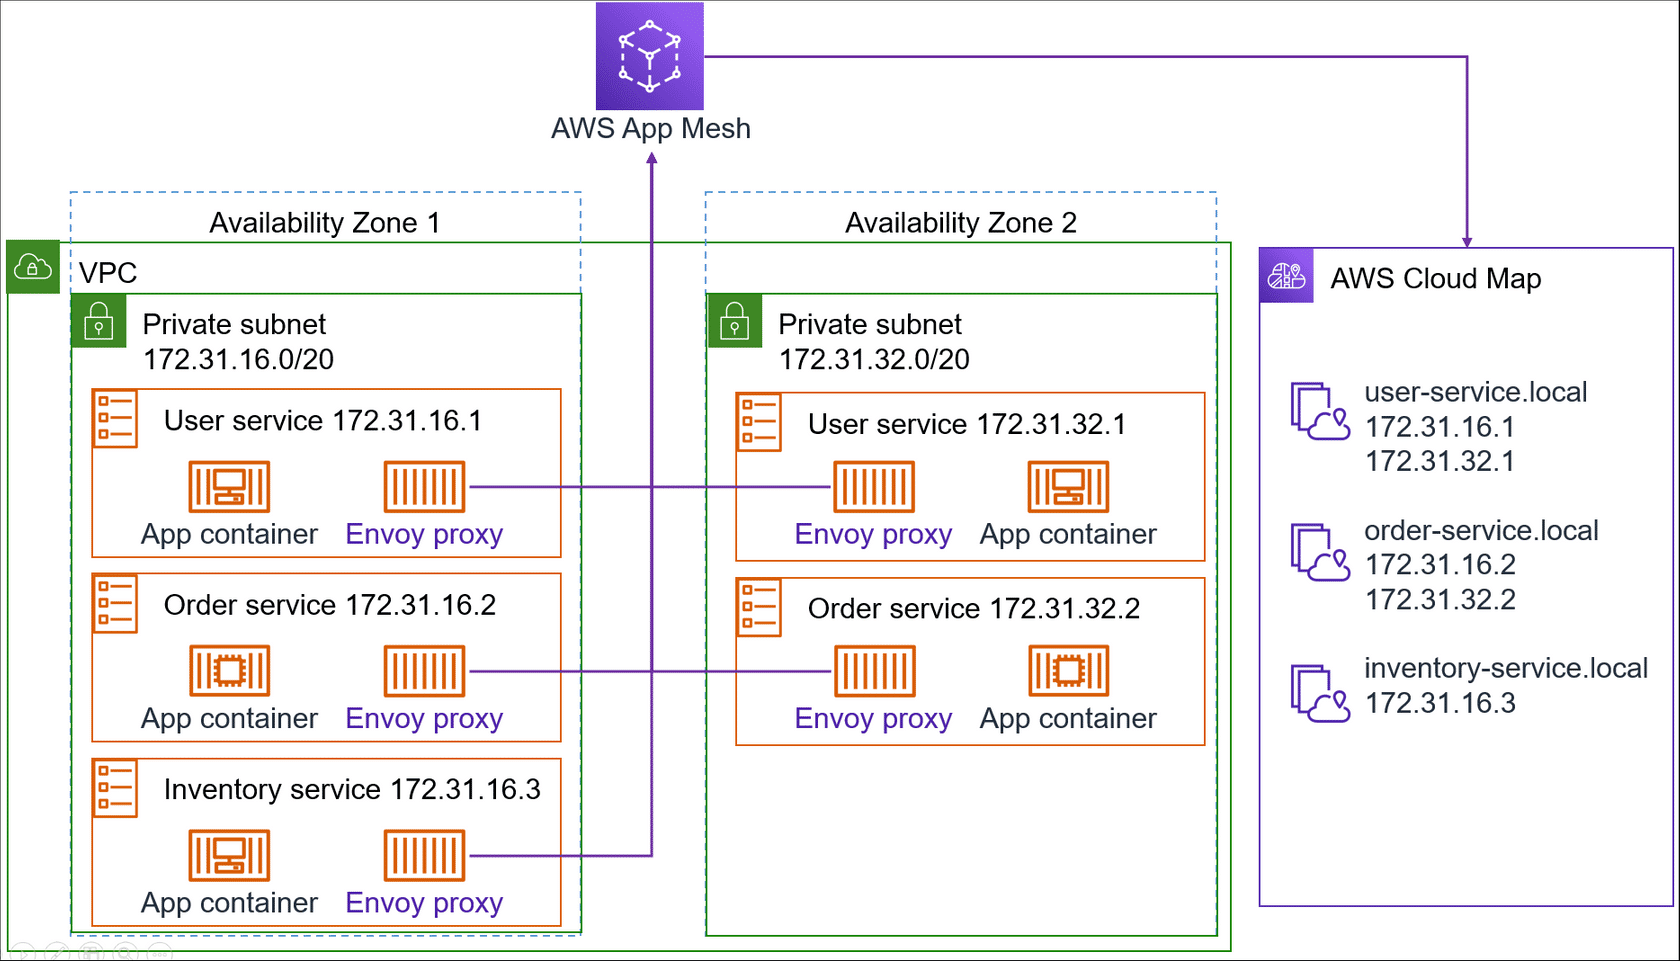 AWS App Mesh
Availability Zone 1
Availability Zone 2
VPC
Private subnet
172.31.16.0/20
User service 172.31.16.1
App container
Envoy proxy
Order service 172.31.16.2
App container
Envoy proxy
Inventory service 172.31.16.3
App container
Envoy proxy
Private subnet
172.31.32.0/20
User service 172.31.32.1
Envoy proxy
App container
Order service 172.31.32.2
Envoy proxy
App container
AWS Cloud Map
user-service.local
172.31.16.1
172.31.32.1
order-service.local
172.31.16.2
172.31.32.2
inventory-service.local
172.31.16.3